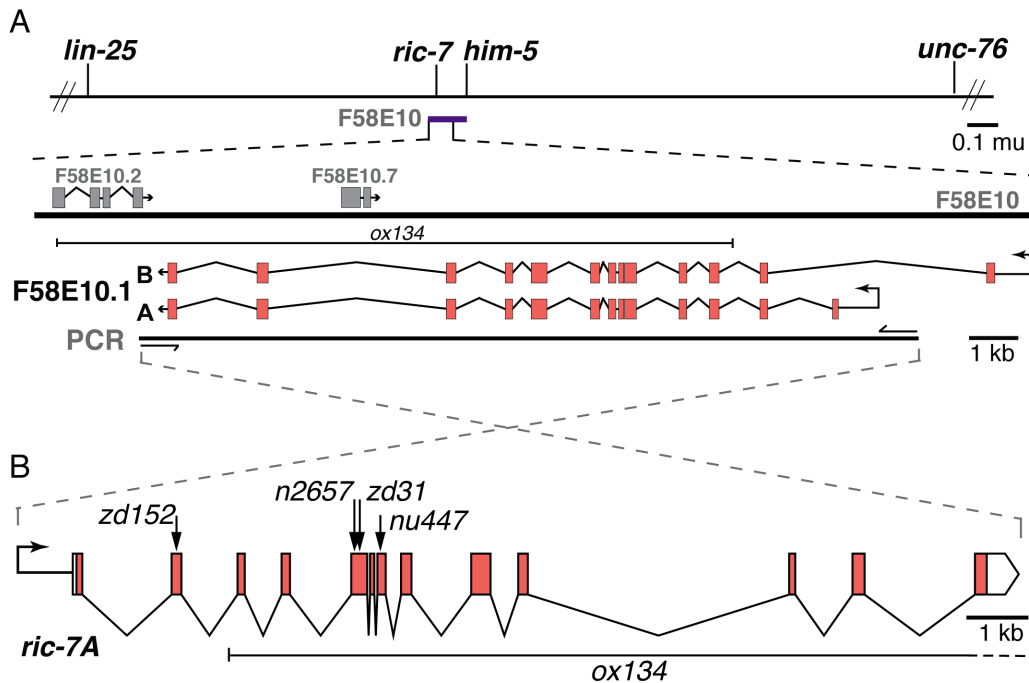 A
lin-25 ric-7 him-5 unc-76
F58E10
0.1 mu
F58E10.2 F58E10.7
F58E10
ox134
B
F58E10.1
A
PCR
1 kb
B
n2657 zd31
zd152 nu447
ric-7A
1 kb
ox134